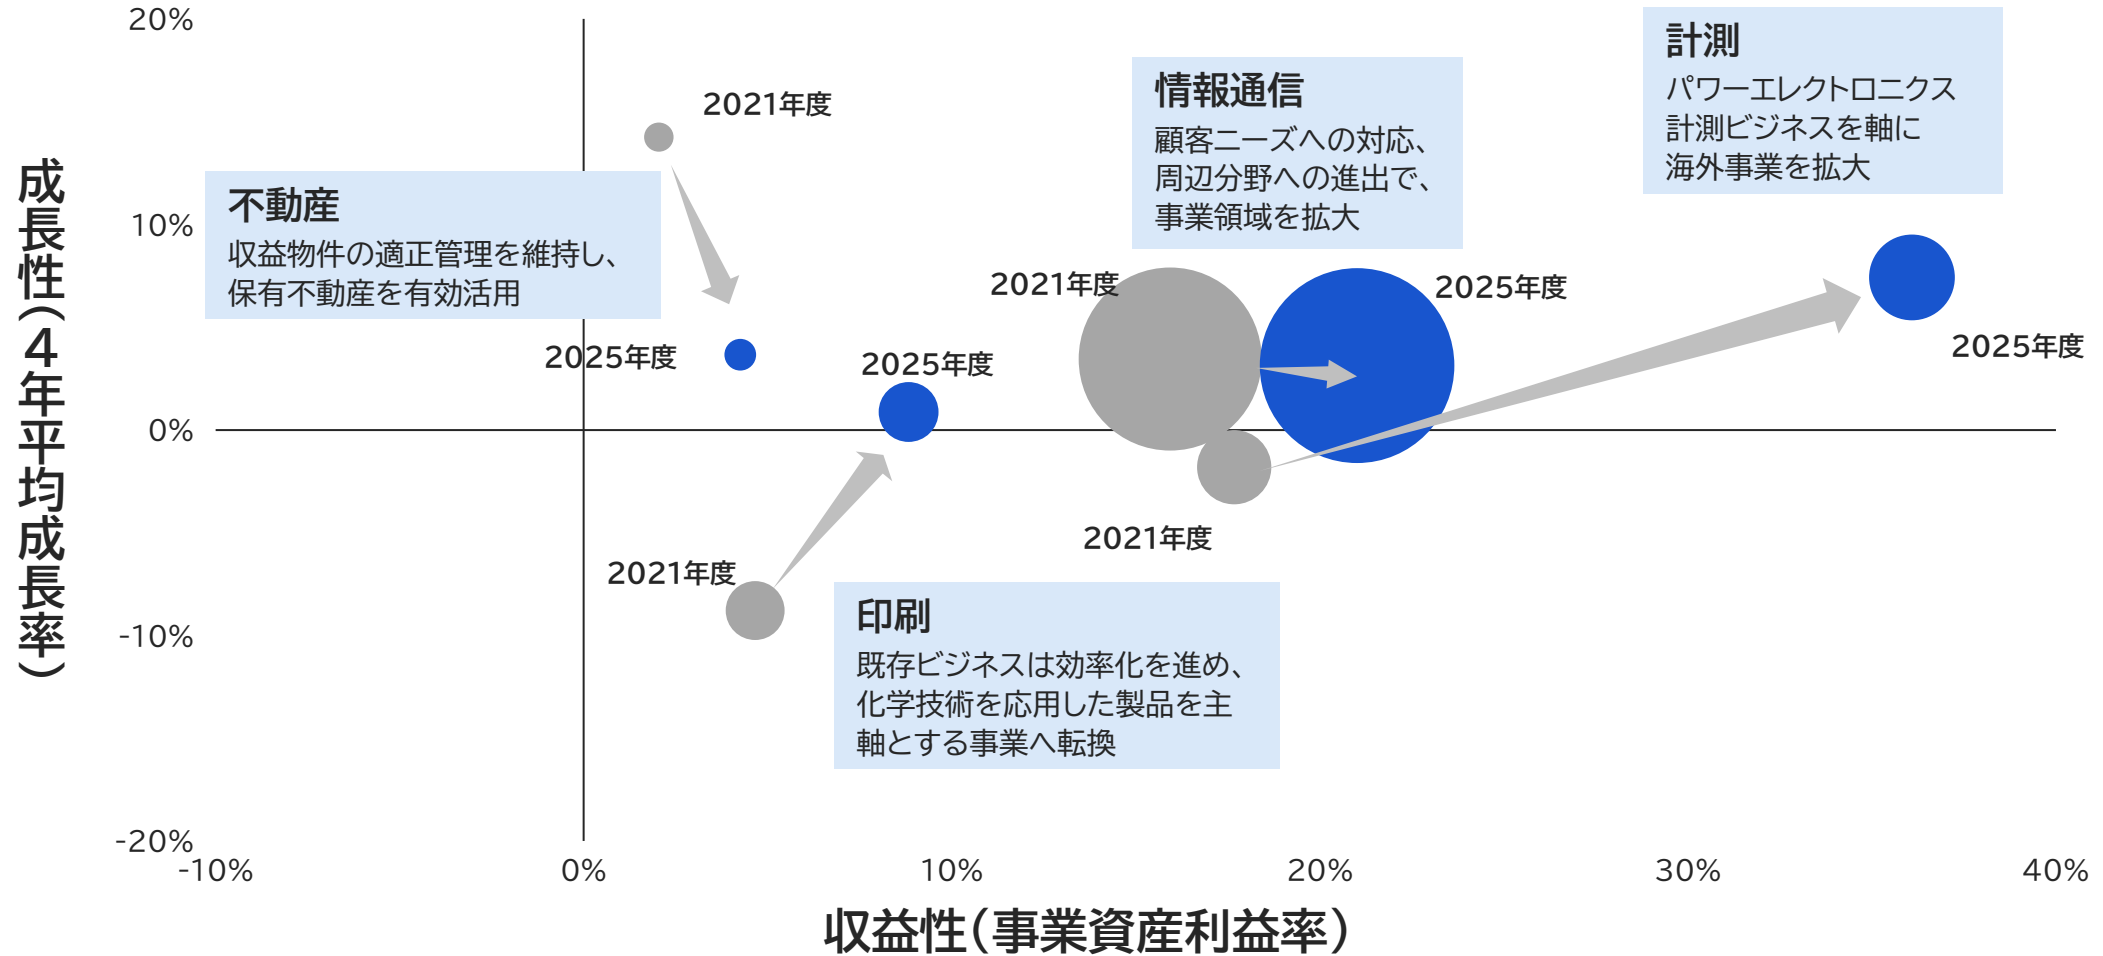 成長性(4年平均成長率)
20%
10%
0%
-10%
-20%
2021年度
不動産
収益物件の適正管理を維持し、
保有不動産を有効活用
2025年度
情報通信
顧客ニーズへの対応、
周辺分野への進出で、
事業領域を拡大
2021年度
2025年度
計測
パワーエレクトロニクス
計測ビジネスを軸に
海外事業を拡大
2025年度
2021年度
2025年度
2021年度
印刷
既存ビジネスは効率化を進め、
化学技術を応用した製品を主
軸とする事業へ転換
-10%
0%
10%
20%
30%
40%
収益性(事業資産利益率)